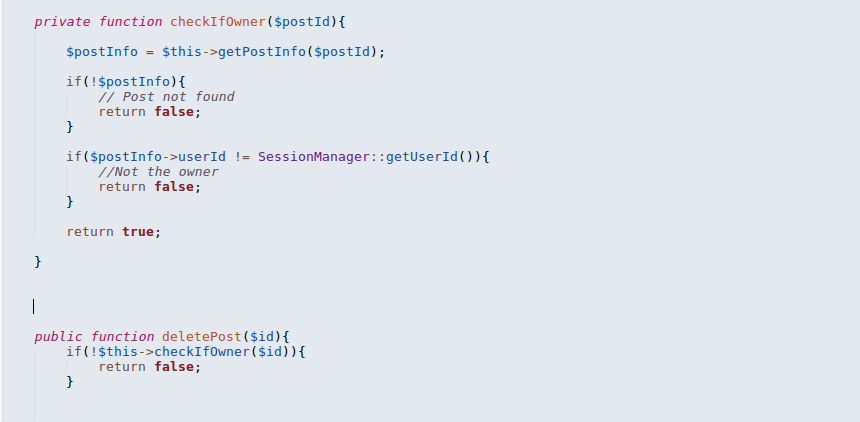 private function checkIfOwner($postId){
$postInfo = $this->getPostInfo($postId);
if(!$postInfo){
// Post not found
return false;
}
if($postInfo->userId != SessionManager::getUserId()){
//Not the owner
return false;
}
return true;
}
public function deletePost($id){
if(!$this->checkIfOwner($id)){
return false;
}